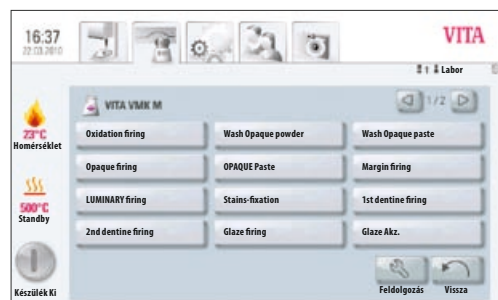 16:37
22.03.2010
VITA
1 Labor
VITA VMK M
1/2
23°C
Homérséklet
Oxidation firing
Wash Opaque powder
Wash Opaque paste
Opaque firing
OPAQUE Paste
Margin firing
500°C
Standby
LUMINARY firing
Stains-fixation
1st dentine firing
2nd dentine firing
Glaze firing
Glaze Akz.
Készülék Ki
Feldolgozás
Vissza